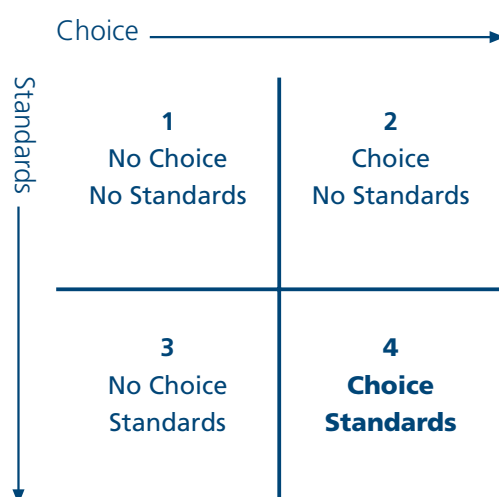 Choice
Standards
1
No Choice
No Standards
2
Choice
No Standards
3
No Choice
Standards
4
Choice
Standards